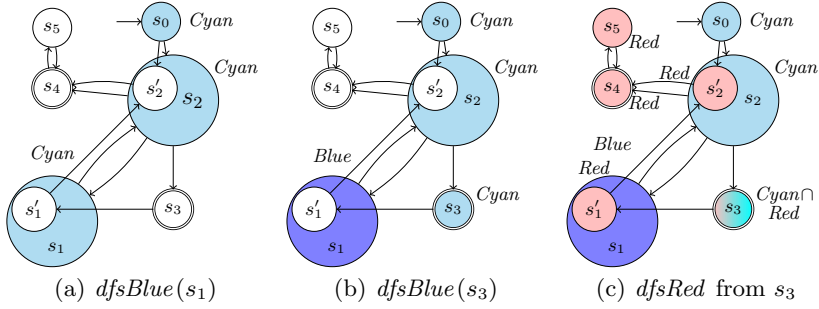 s5
s0
Cyan
Cyan
s4
s′2
s2
Cyan
s′1
s3
s1
(a) dfsBlue(s1)
s5
s0
Cyan
Cyan
s4
s′2
s2
Blue
s′1
s3
Cyan
s1
(b) dfsBlue(s3)
s5
Red
s0
Cyan
Cyan
Red
s4
Red
s′2
s2
Blue
Red
s′1
s3
Cyan∩
Red
s1
(c) dfsRed from s3